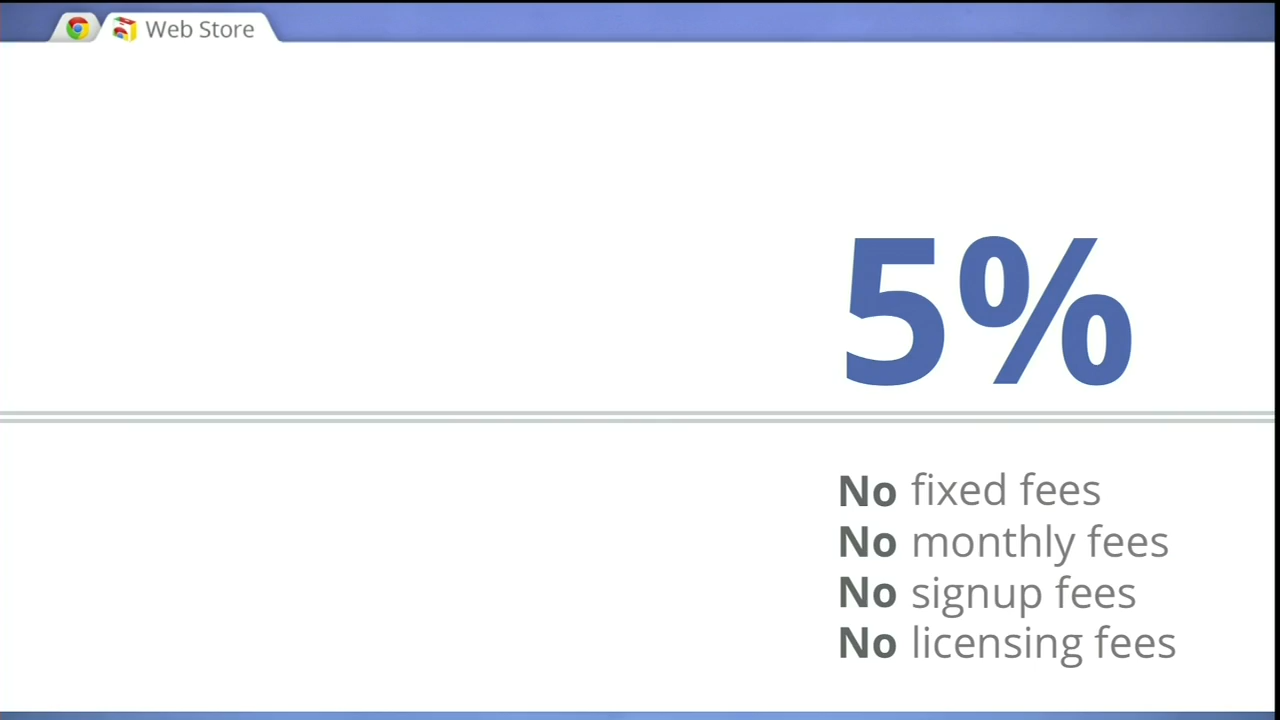 Web Store
5%
No fixed fees
No monthly fees
No signup fees
No licensing fees